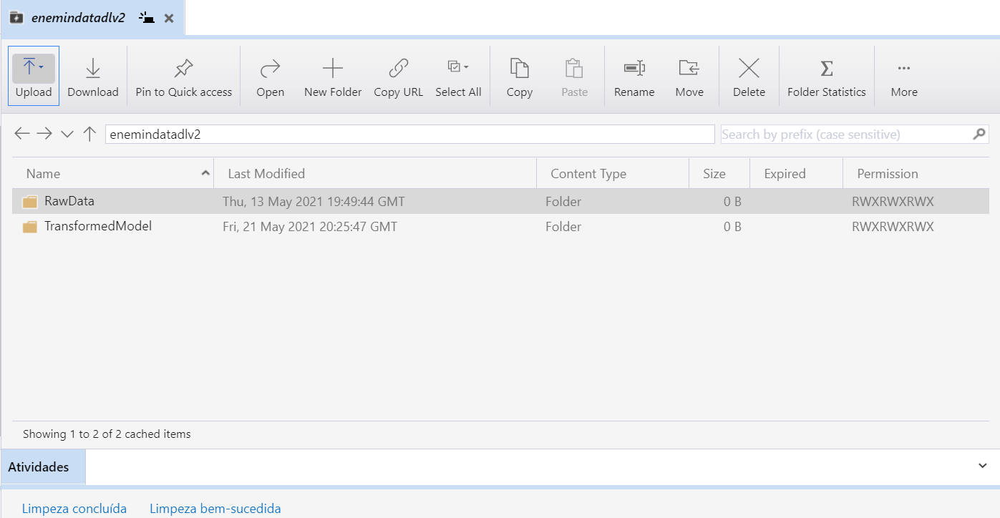 enemindatadlv2
Upload Download Pin to Quick access Open New Folder Copy URL Select All Copy Paste Rename Move Delete Folder Statistics More
enemindatadlv2 Search by prefix (case sensitive)
Name Last Modified Content Type Size Expired Permission
RawData Thu, 13 May 2021 19:49:44 GMT Folder 0 B RWXRWXRWX
TransformedModel Fri, 21 May 2021 20:25:47 GMT Folder 0 B RWXRWXRWX
Showing 1 to 2 of 2 cached items
Atividades
Limpeza concluída Limpeza bem-sucedida